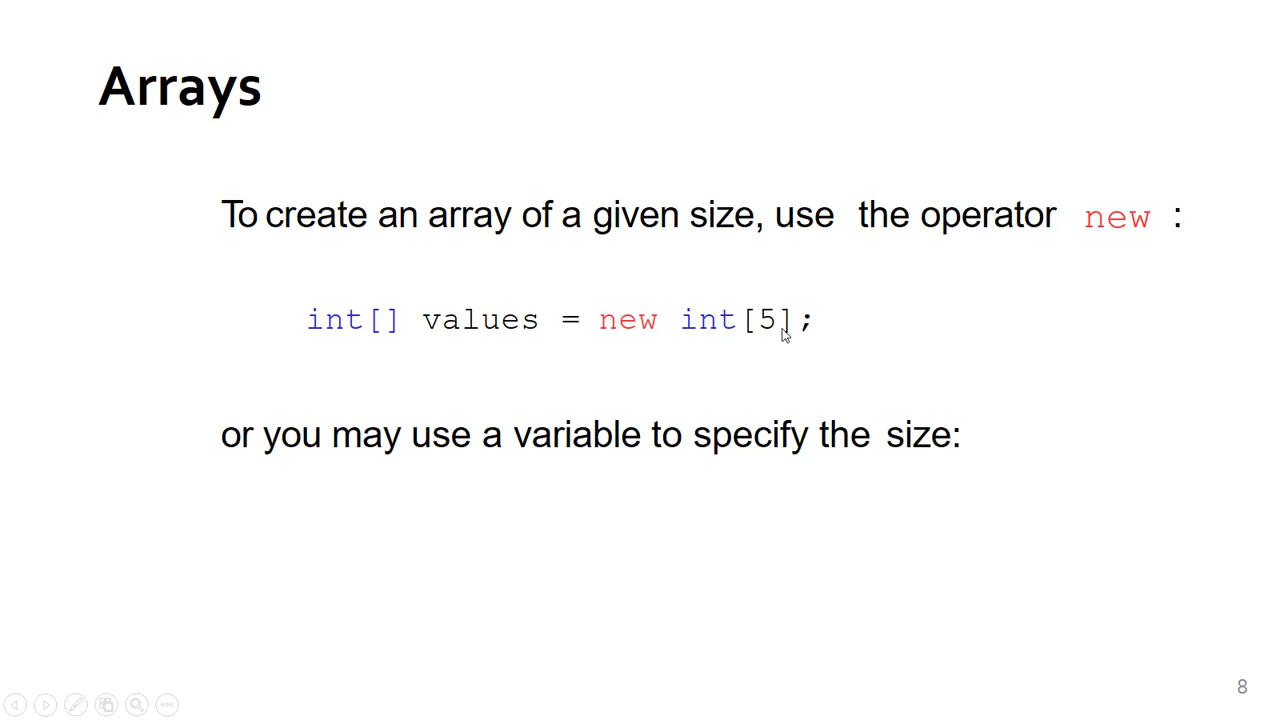 Arrays
To create an array of a given size, use the operator new :
int[] values = new int[5];
or you may use a variable to specify the size:
8